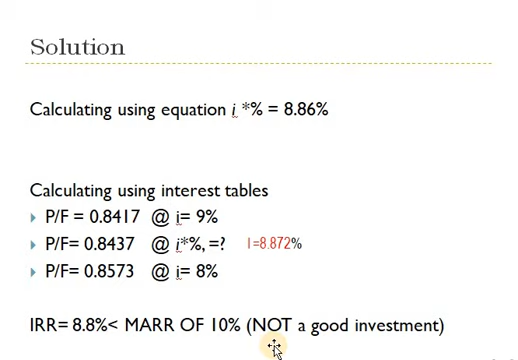 Solution
Calculating using equation i *% = 8.86%
Calculating using interest tables
P/F = 0.8417 @ i= 9%
P/F= 0.8437 @ i*%, =? I=8.872%
P/F= 0.8573 @ i= 8%
IRR= 8.8%< MARR OF 10% (NOT a good investment)